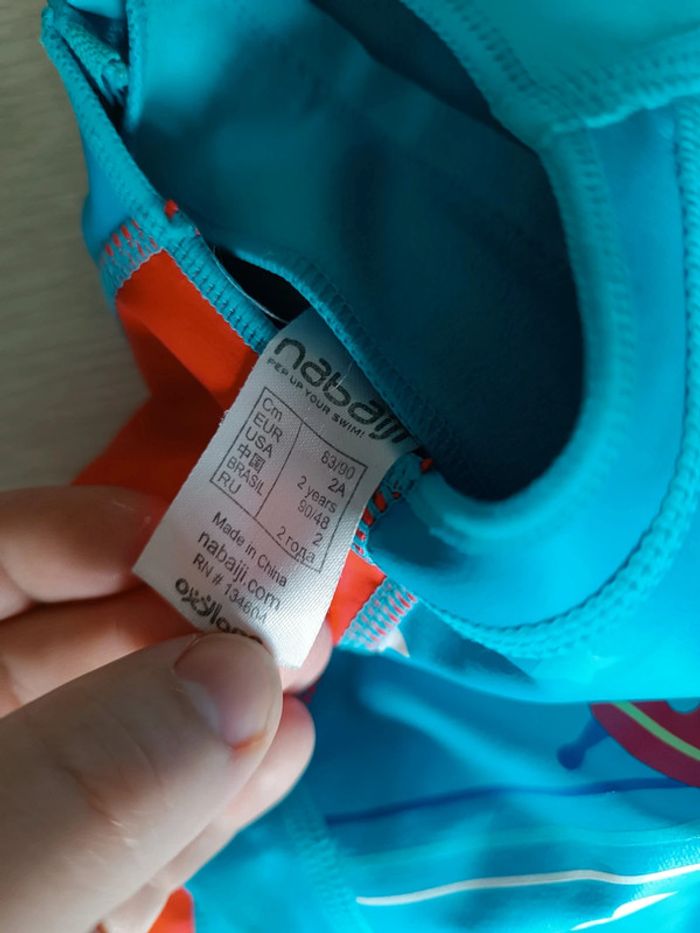 nabaiji
PEP UP YOUR SWIM!
Cm 83/90
EUR 2A
USA 2 years
中國 90/48
BRASIL 2
RU 2 года
Made in China
nabaiji.com
RN # 134604